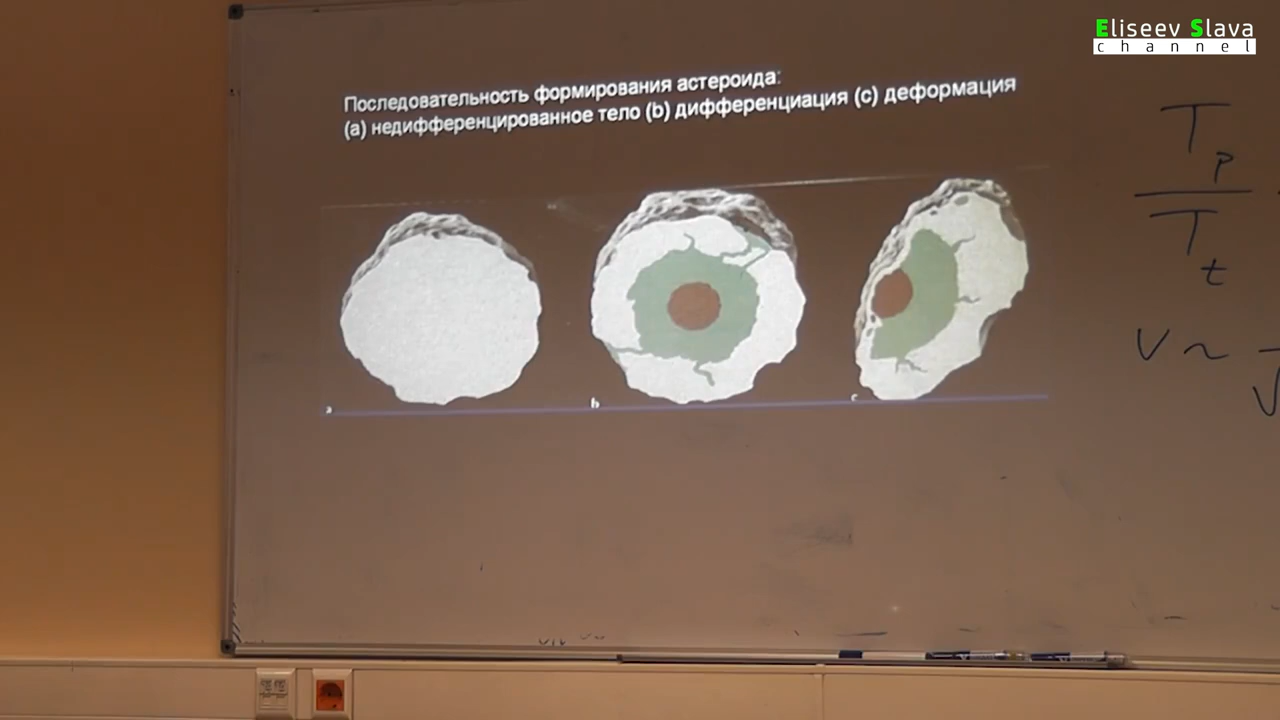 Eliseev Slava
channel
Последовательность формирования астероида:
(a) недифференцированное тело (b) дифференциация (c) деформация
a
b
c
T p
T t
v ~